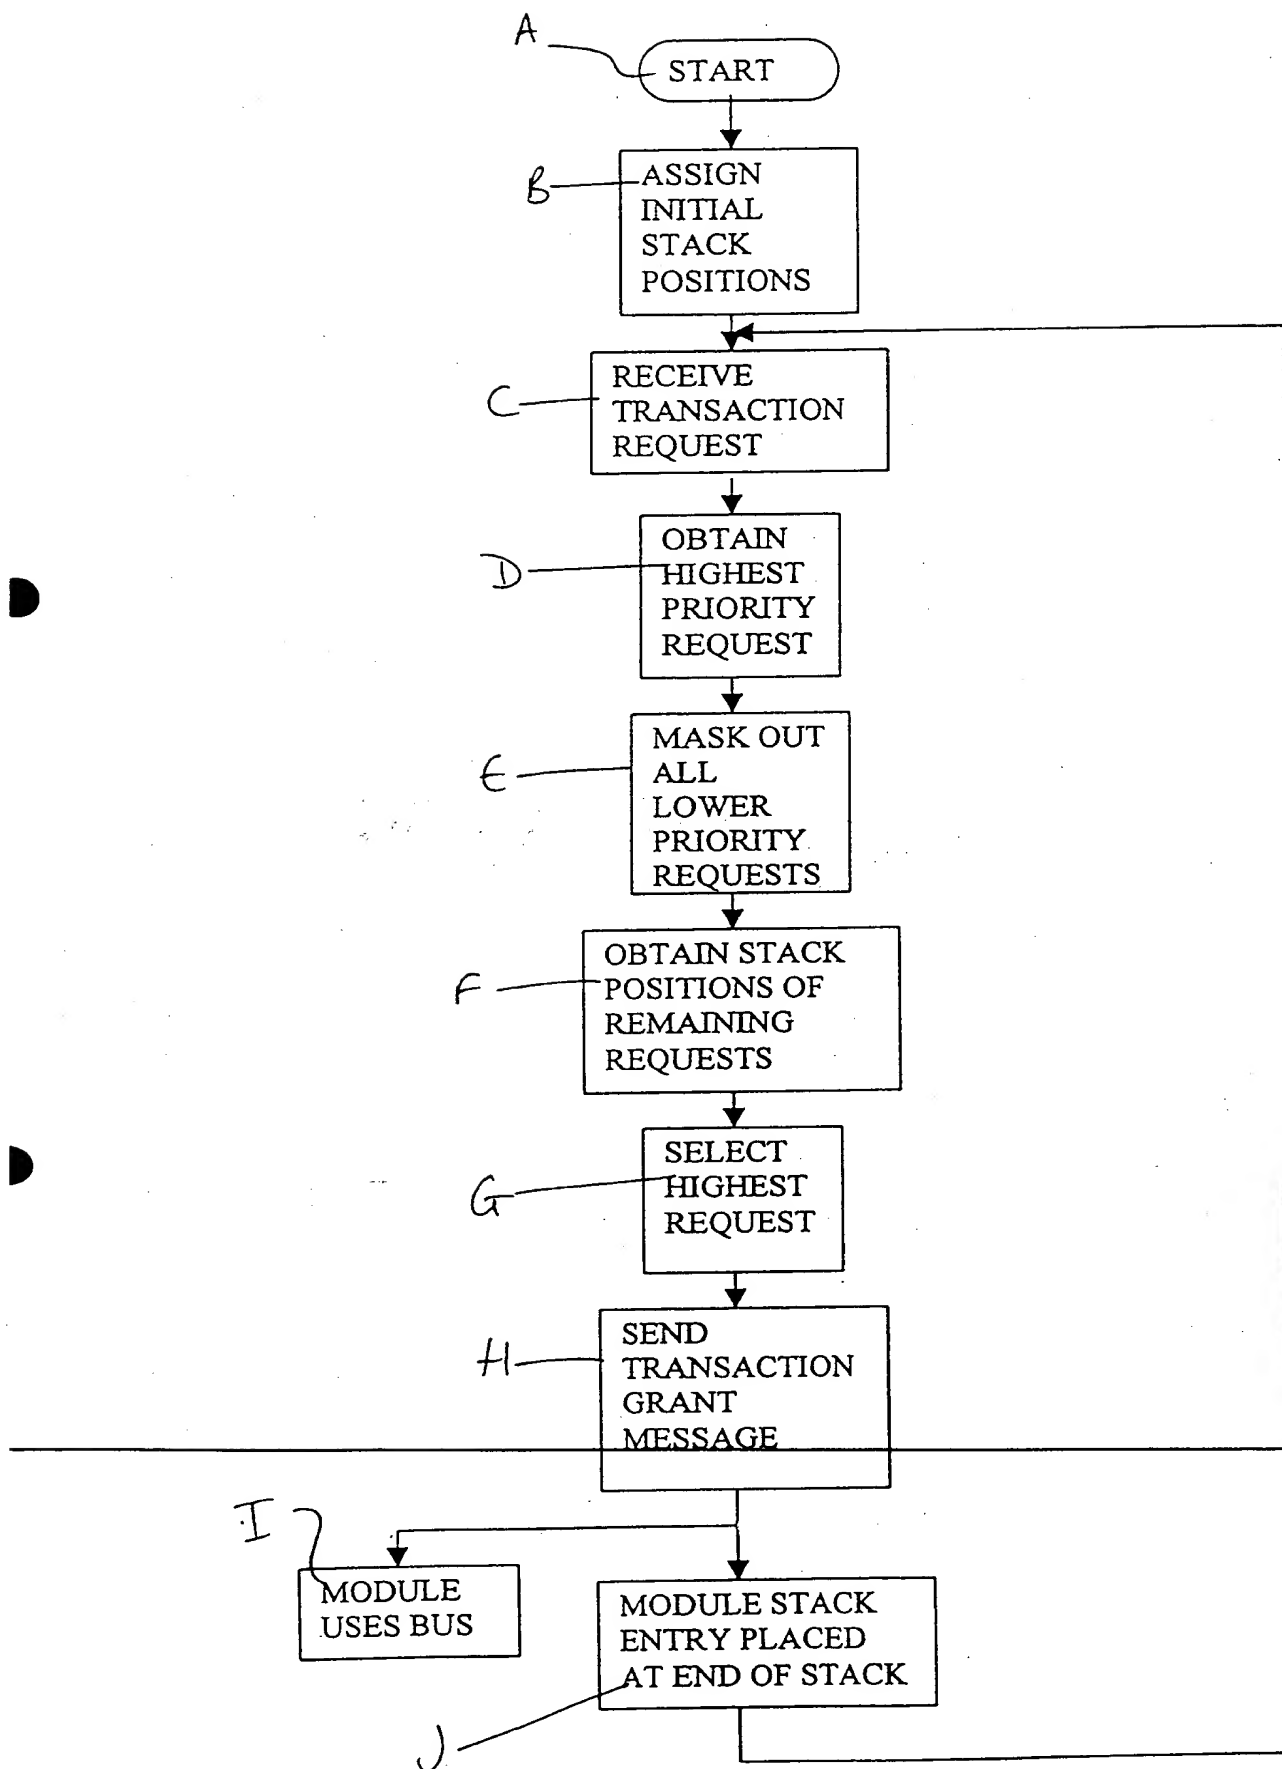 A
START
B
ASSIGN
INITIAL
STACK
POSITIONS
C
RECEIVE
TRANSACTION
REQUEST
D
OBTAIN
HIGHEST
PRIORITY
REQUEST
E
MASK OUT
ALL
LOWER
PRIORITY
REQUESTS
F
OBTAIN STACK
POSITIONS OF
REMAINING
REQUESTS
G
SELECT
HIGHEST
REQUEST
H
SEND
TRANSACTION
GRANT
MESSAGE
I
MODULE
USES BUS
J
MODULE STACK
ENTRY PLACED
AT END OF STACK